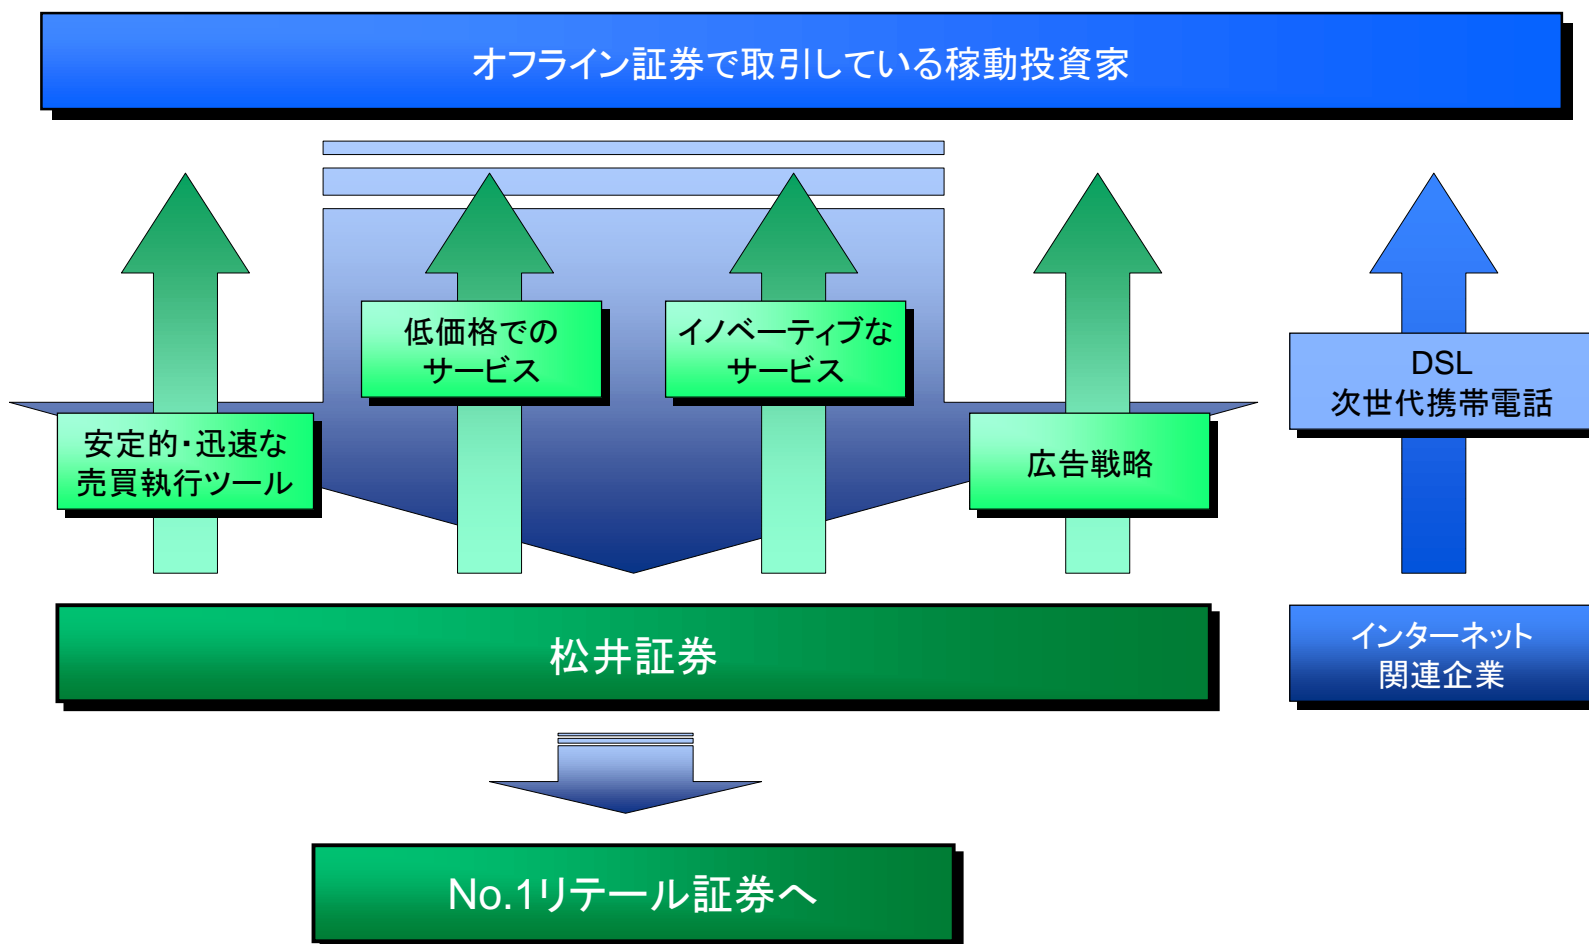 オフライン証券で取引している稼動投資家
低価格での
サービス
イノベーティブな
サービス
DSL
次世代携帯電話
安定的・迅速な
売買執行ツール
広告戦略
松井証券
インターネット
関連企業
No.1リテール証券へ